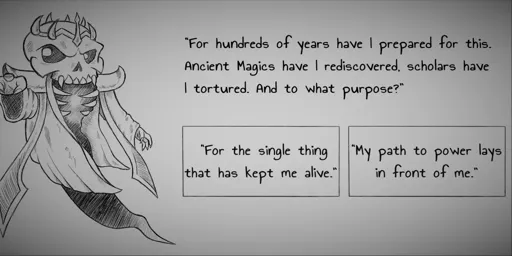 "For hundreds of years have I prepared for this.
Ancient Magics have I rediscovered, scholars have
I tortured. And to what purpose?"
"For the single thing
that has kept me alive."
"My path to power lays
in front of me."